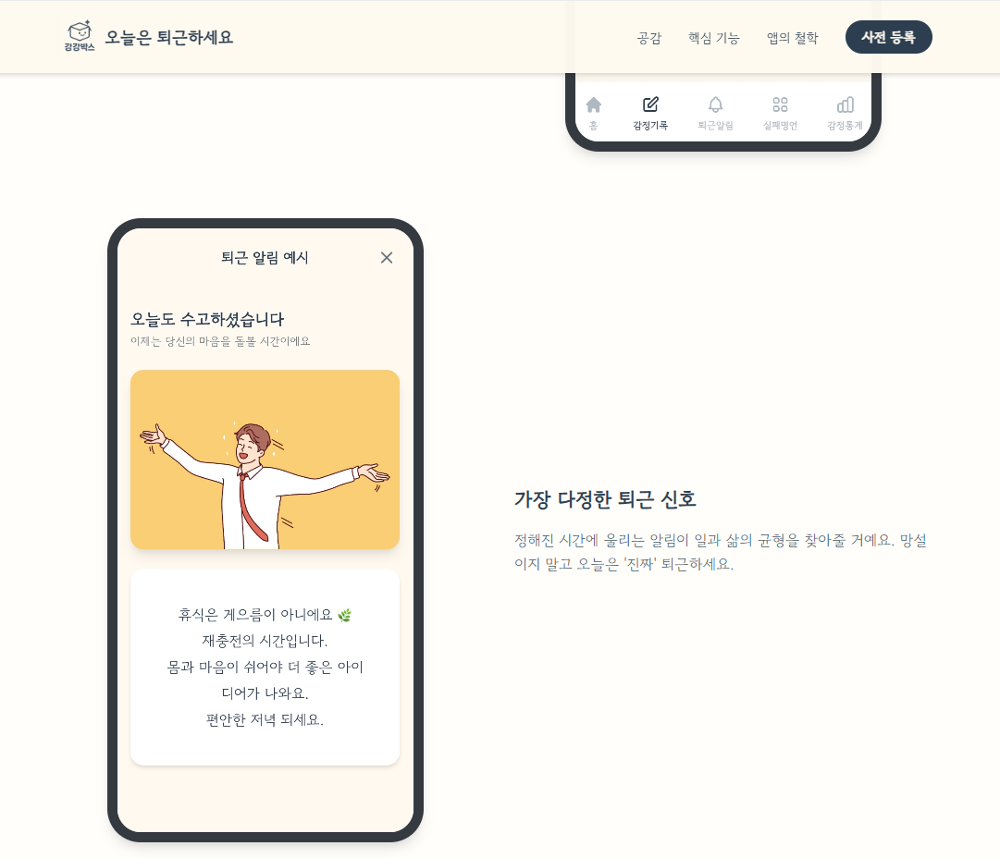 강강박스
오늘은 퇴근하세요
공감
핵심 기능
앱의 철학
사전 등록
홈
감정기록
퇴근알림
실패명언
감정통계
퇴근 알림 예시
오늘도 수고하셨습니다
이제는 당신의 마음을 돌볼 시간이에요
휴식은 게으름이 아니에요 🌿
재충전의 시간입니다.
몸과 마음이 쉬어야 더 좋은 아이
디어가 나와요.
편안한 저녁 되세요.
가장 다정한 퇴근 신호
정해진 시간에 울리는 알림이 일과 삶의 균형을 찾아줄 거예요. 망설
이지 말고 오늘은 '진짜' 퇴근하세요.